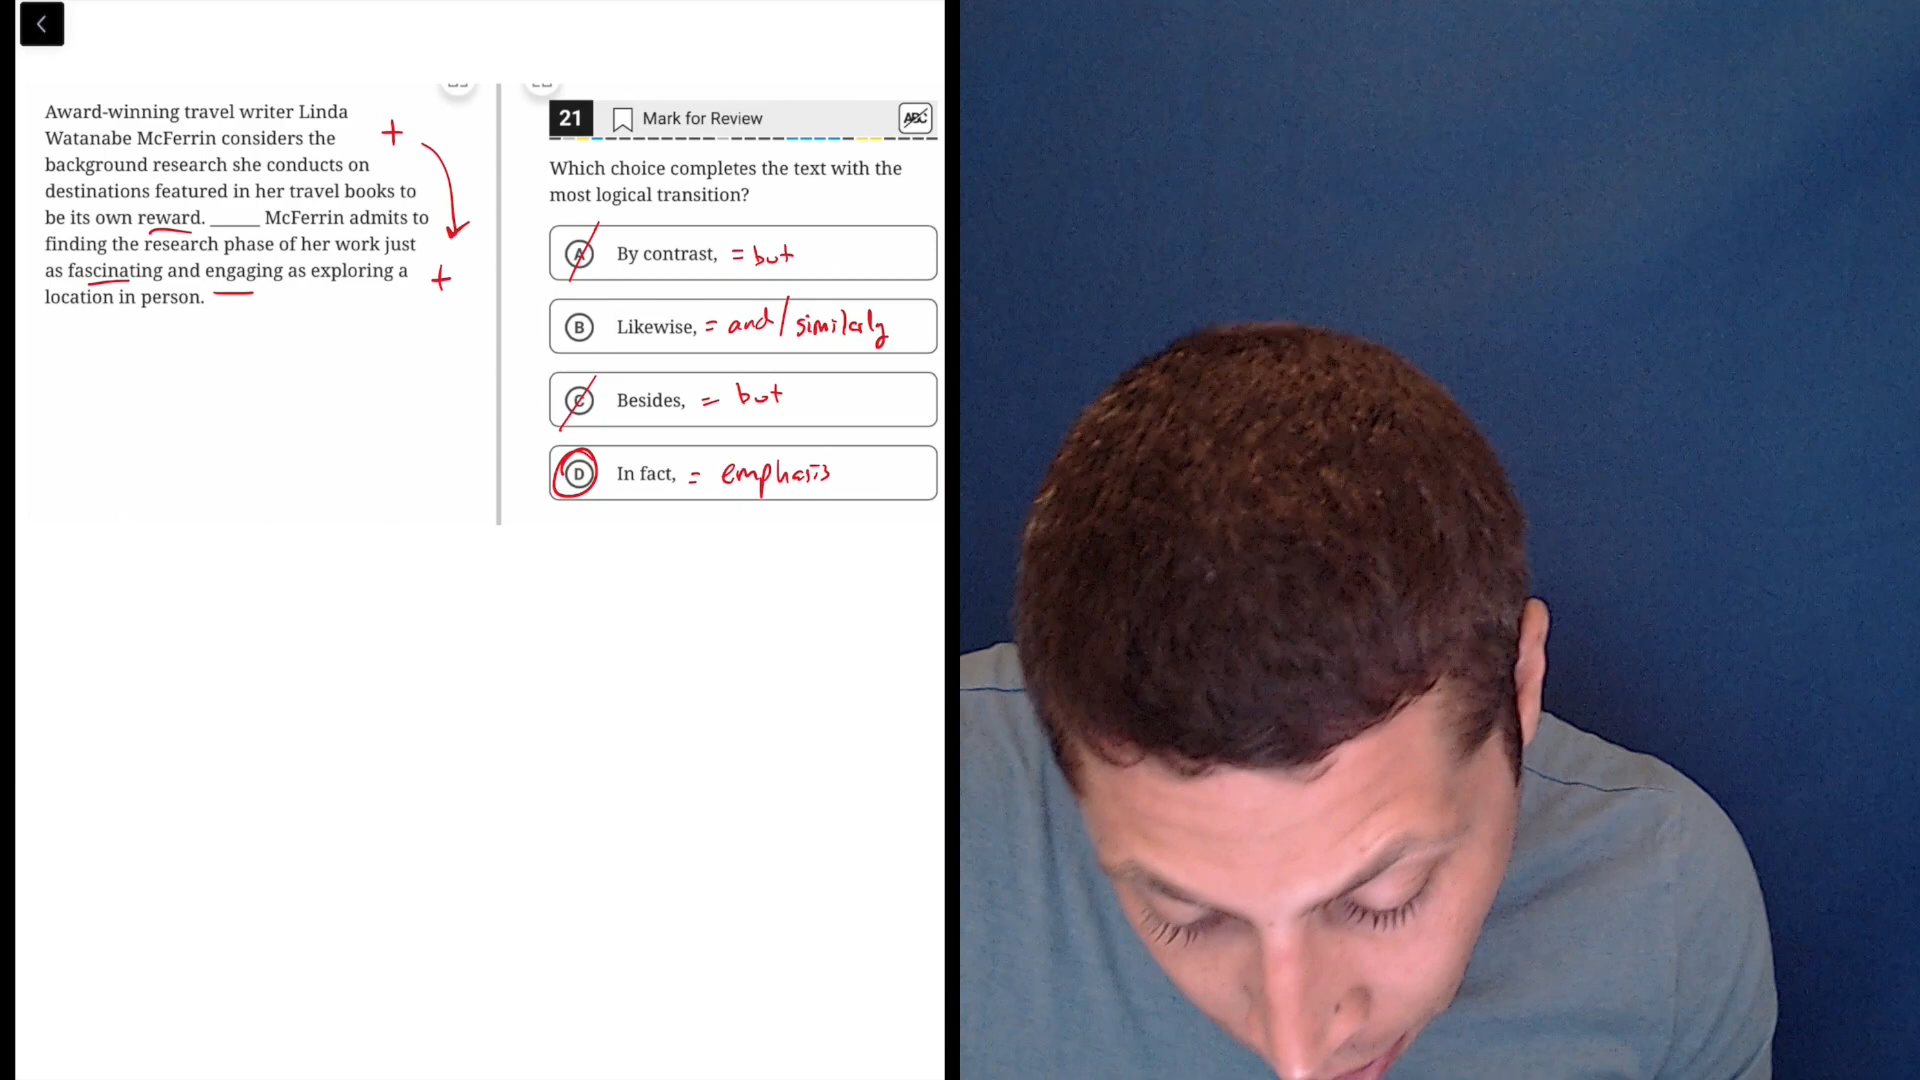 Award-winning travel writer Linda
Watanabe McFerrin considers the
background research she conducts on
destinations featured in her travel books to
be its own reward. _____ McFerrin admits to
finding the research phase of her work just
as fascinating and engaging as exploring a
location in person.
+
+
21 Mark for Review ABC
Which choice completes the text with the
most logical transition?
A By contrast, = but
B Likewise, = and / similarly
C Besides, = but
D In fact, = emphasis